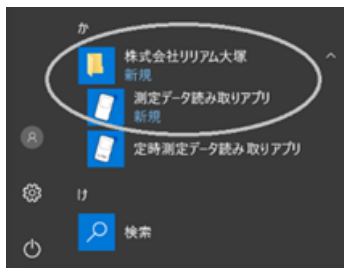 か
株式会社リリアム大塚
新規
測定データ読み取りアプリ
新規
定時測定データ読み取りアプリ
け
検索